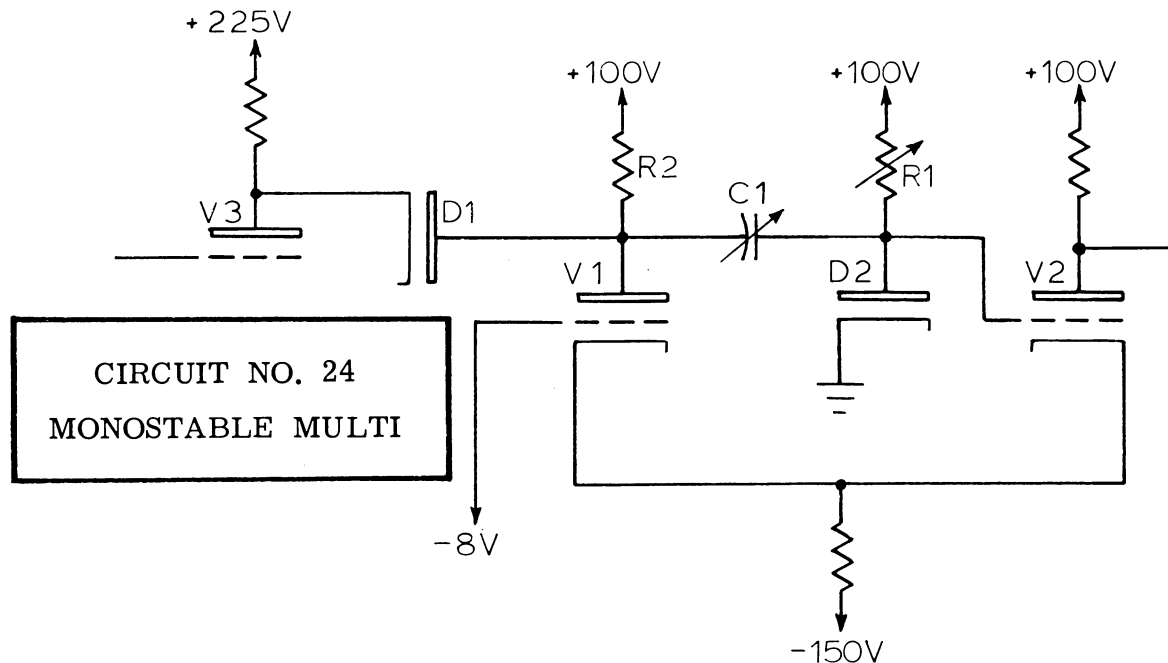 +225V
+100V
+100V
+100V
R2
R1
C1
V3
D1
V1
D2
V2
CIRCUIT NO. 24
MONOSTABLE MULTI
-8V
-150V